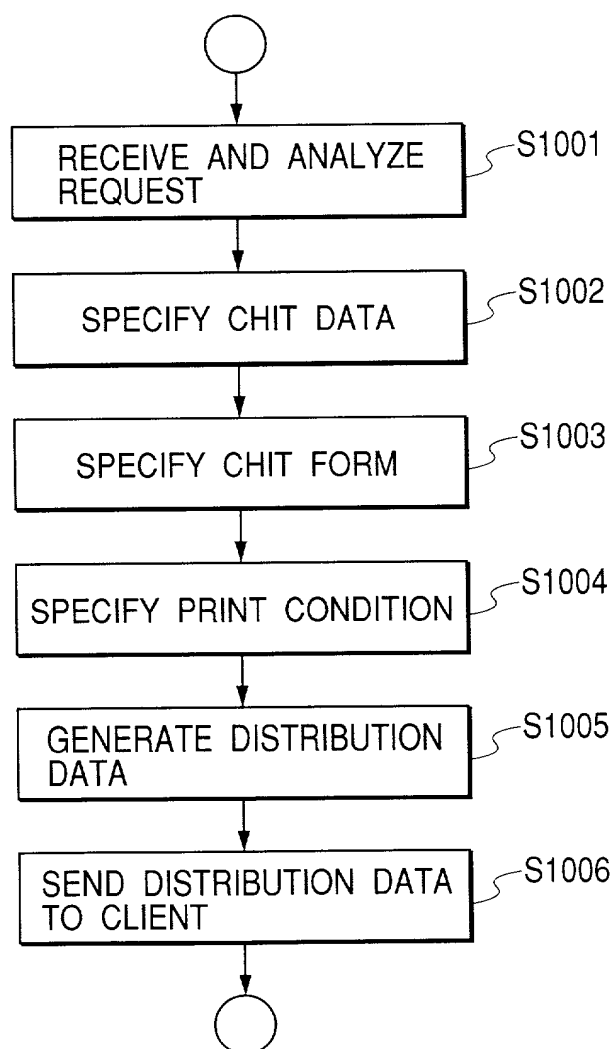 RECEIVE AND ANALYZE
REQUEST
S1001
SPECIFY CHIT DATA
S1002
SPECIFY CHIT FORM
S1003
SPECIFY PRINT CONDITION
S1004
GENERATE DISTRIBUTION
DATA
S1005
SEND DISTRIBUTION DATA
TO CLIENT
S1006